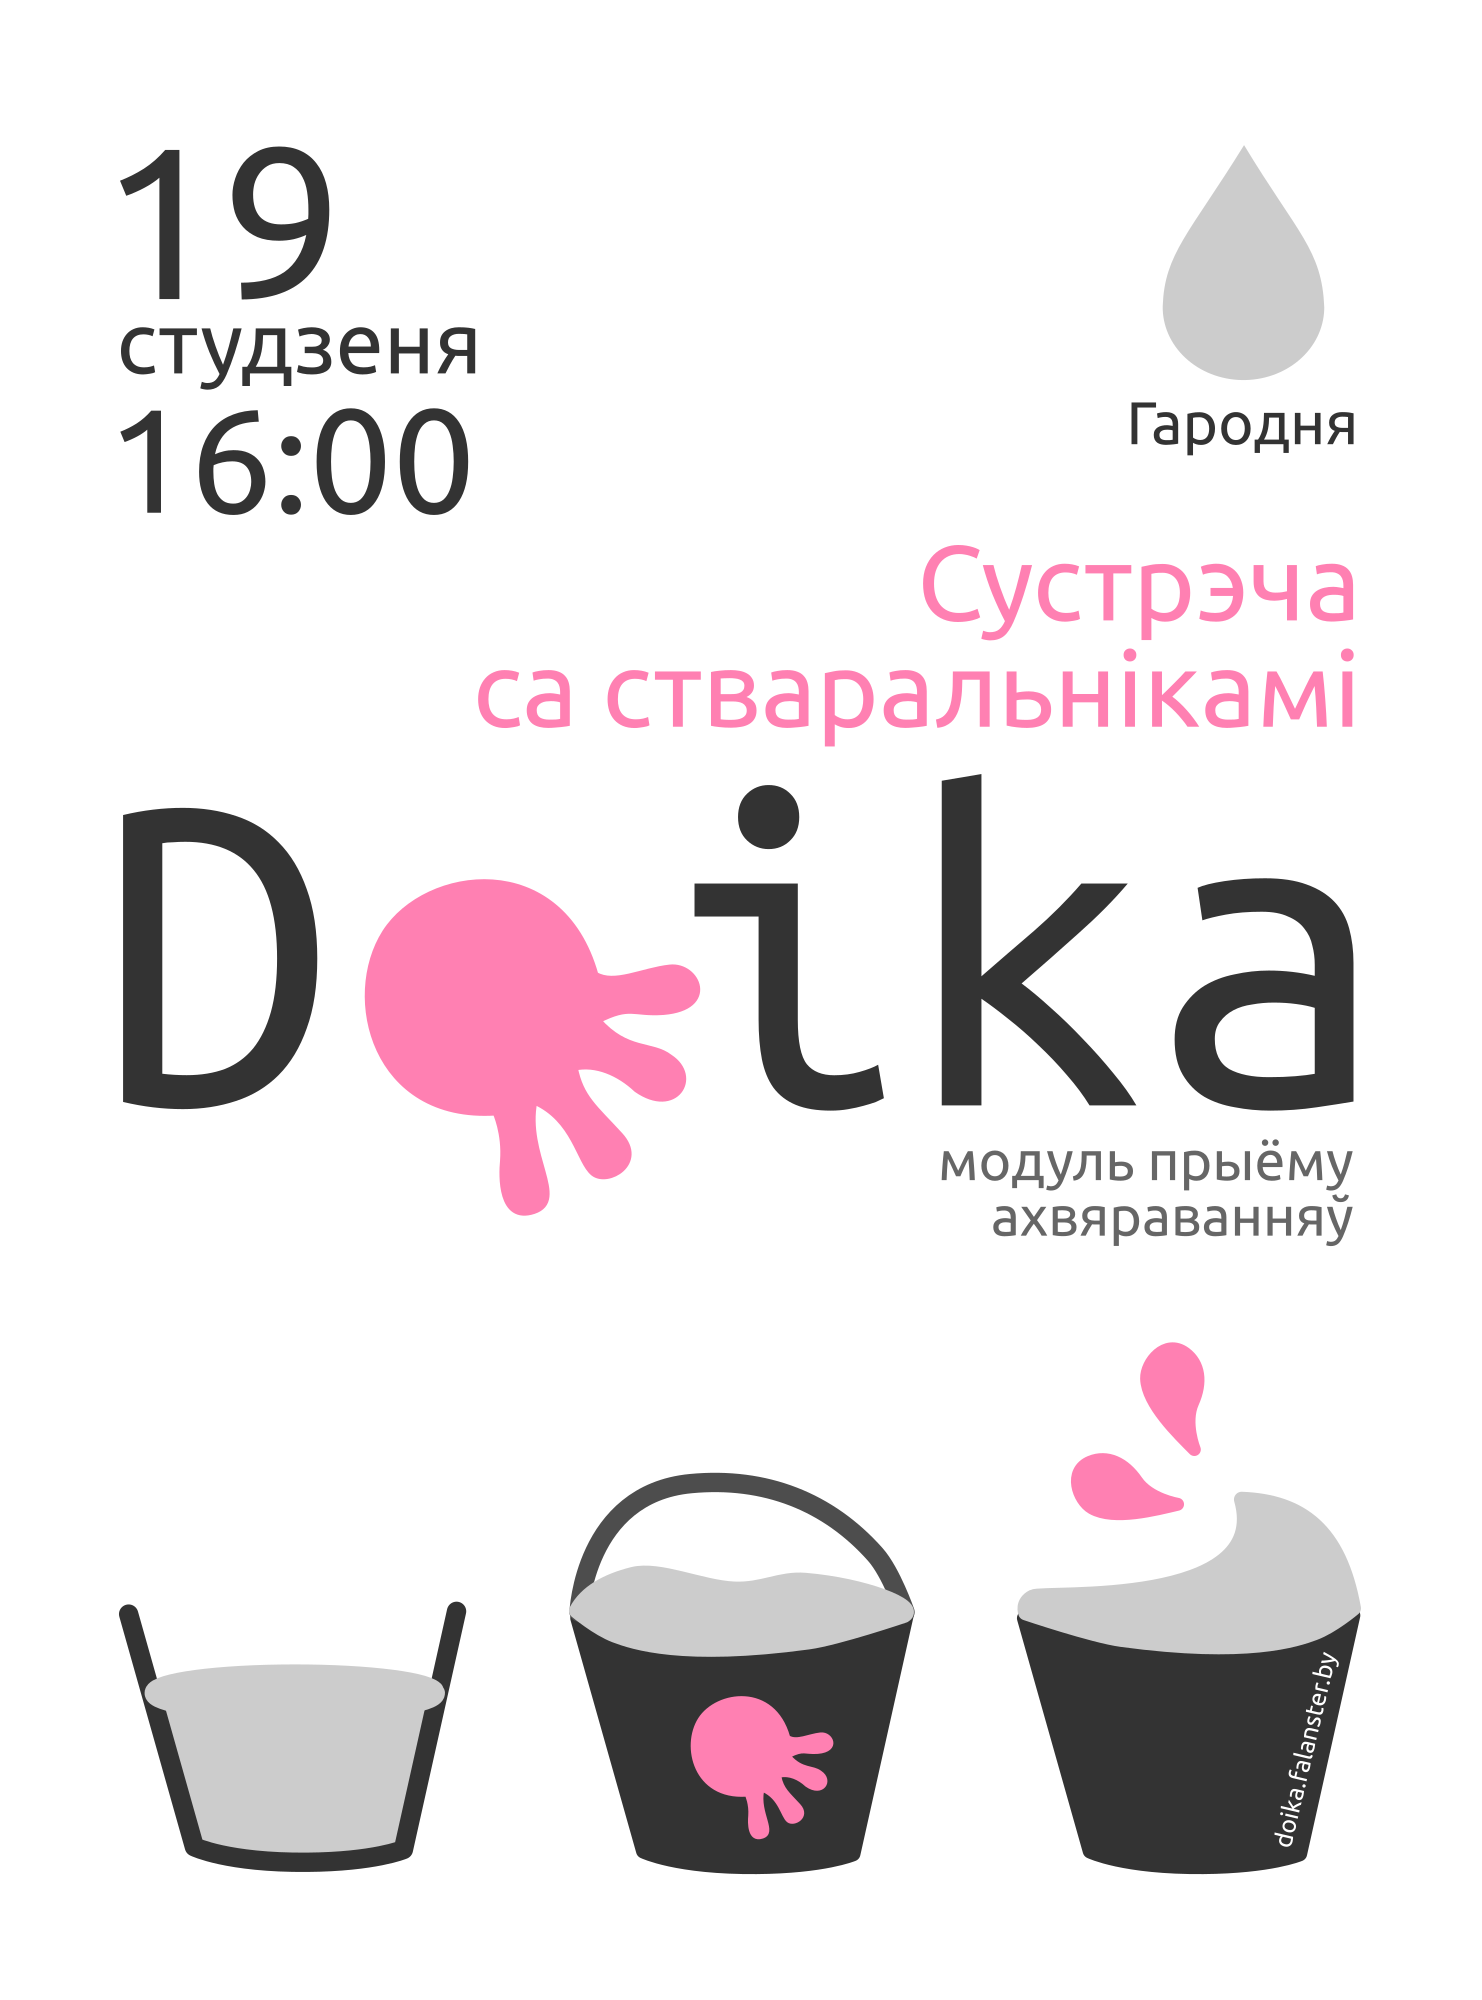 19
студзеня
16:00
Гародня
Сустрэча
са стваральнікамі
Doika
модуль прыёму
ахвяраванняў
doika.falanster.by